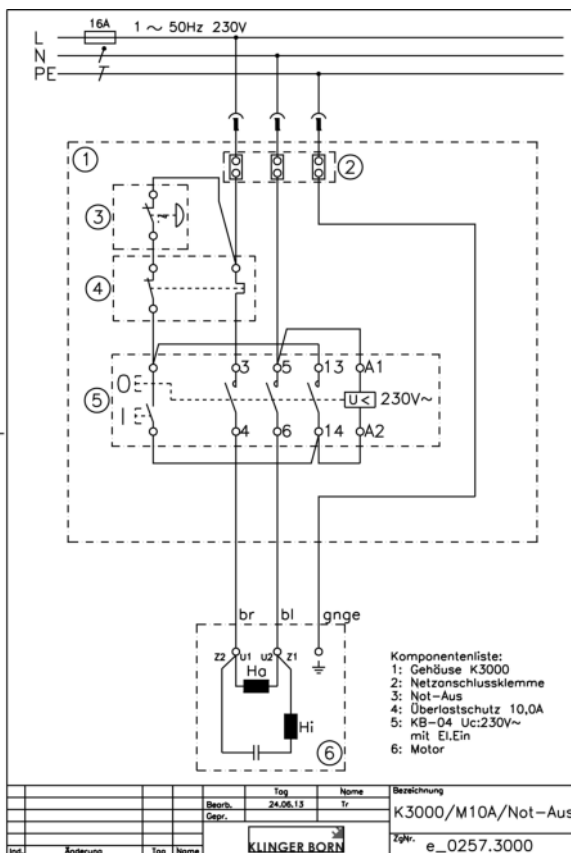 16A 1 ~ 50Hz 230V
L
N
PE
1
2
3
4
0 3 5 13 A1
5 U< 230V~
I 4 6 14 A2
br bl gnge
Z2 U1 U2 Z1
Ha
Hi
6
Komponentenliste:
1: Gehäuse K3000
2: Netzanschlussklemme
3: Not-Aus
4: Überlastschutz 10,0A
5: KB-04 Uc:230V~
mit El.Ein
6: Motor
Tag Name Bezeichnung
Bearb. 24.06.13 Tr
Gepr.
K3000/M10A/Not-Aus
KLINGER BORN
ZgNr. e_0257.3000
Ind. Änderung Tag Name